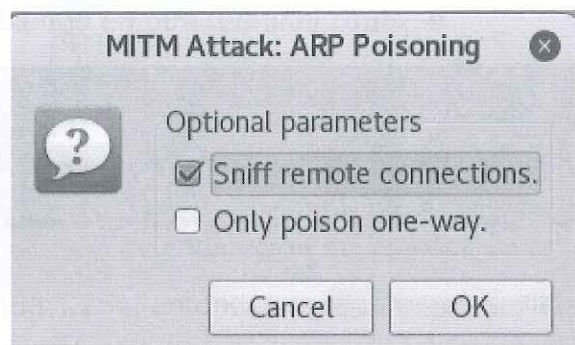 MITM Attack: ARP Poisoning
?
Optional parameters
Sniff remote connections.
Only poison one-way.
Cancel
OK